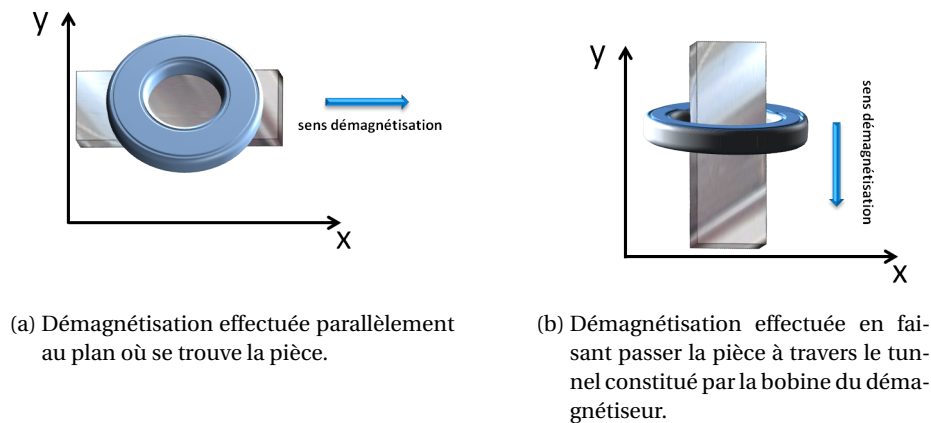 y
sens démagnétisation
x
(a) Démagnétisation effectuée parallèlement
au plan où se trouve la pièce.
y
sens démagnétisation
x
(b) Démagnétisation effectuée en fai-
sant passer la pièce à travers le tun-
nel constitué par la bobine du déma-
gnétiseur.